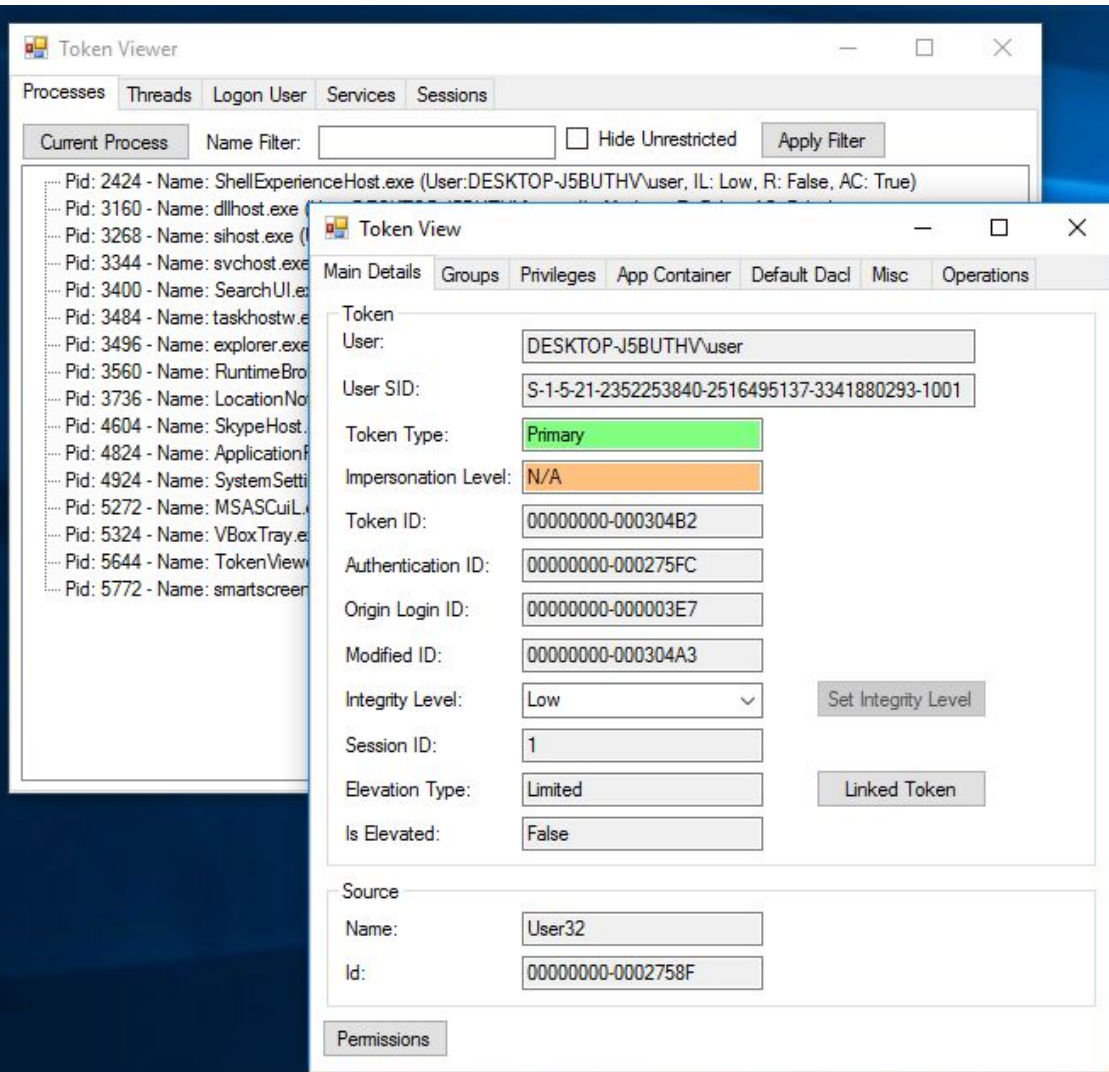 Token Viewer
Processes Threads Logon User Services Sessions
Current Process Name Filter: Hide Unrestricted Apply Filter
Pid: 2424 - Name: ShellExperienceHost.exe (User:DESKTOP-J5BUTHV\user, IL: Low, R: False, AC: True)
Pid: 3160 - Name: dllhost.exe
Pid: 3268 - Name: sihost.exe
Pid: 3344 - Name: svchost.exe
Pid: 3400 - Name: SearchUI.e
Pid: 3484 - Name: taskhostw.e
Pid: 3496 - Name: explorer.exe
Pid: 3560 - Name: RuntimeBro
Pid: 3736 - Name: LocationNo
Pid: 4604 - Name: SkypeHost.
Pid: 4824 - Name: ApplicationF
Pid: 4924 - Name: SystemSetti
Pid: 5272 - Name: MSASCuiL.
Pid: 5324 - Name: VBoxTray.e
Pid: 5644 - Name: TokenView
Pid: 5772 - Name: smartscreen
Token View
Main Details Groups Privileges App Container Default Dacl Misc Operations
Token
User: DESKTOP-J5BUTHV\user
User SID: S-1-5-21-2352253840-2516495137-3341880293-1001
Token Type: Primary
Impersonation Level: N/A
Token ID: 00000000-000304B2
Authentication ID: 00000000-000275FC
Origin Login ID: 00000000-000003E7
Modified ID: 00000000-000304A3
Integrity Level: Low Set Integrity Level
Session ID: 1
Elevation Type: Limited Linked Token
Is Elevated: False
Source
Name: User32
Id: 00000000-0002758F
Permissions